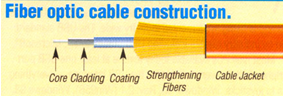 Fiber optic cable construction.
Core Cladding Coating Strengthening Cable Jacket
Fibers